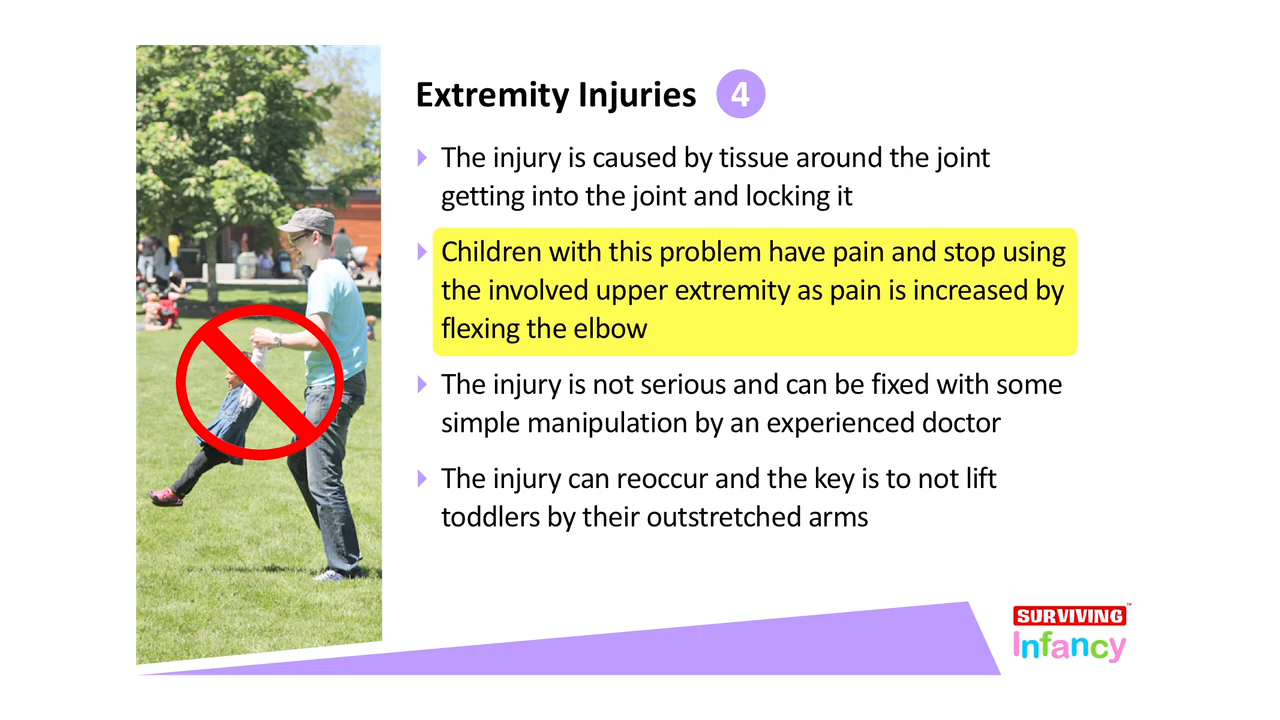 Extremity Injuries 4
The injury is caused by tissue around the joint
getting into the joint and locking it
Children with this problem have pain and stop using
the involved upper extremity as pain is increased by
flexing the elbow
The injury is not serious and can be fixed with some
simple manipulation by an experienced doctor
The injury can reoccur and the key is to not lift
toddlers by their outstretched arms
SURVIVING™
Infancy